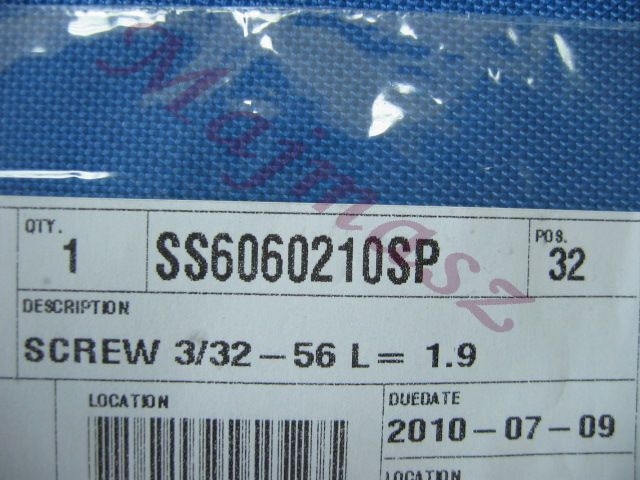 Majmasz
QTY. POS.
1 SS6060210SP 32
DESCRIPTION
SCREW 3/32-56 L= 1.9
LOCATION DUEDATE
2010-07-09
LOCATION